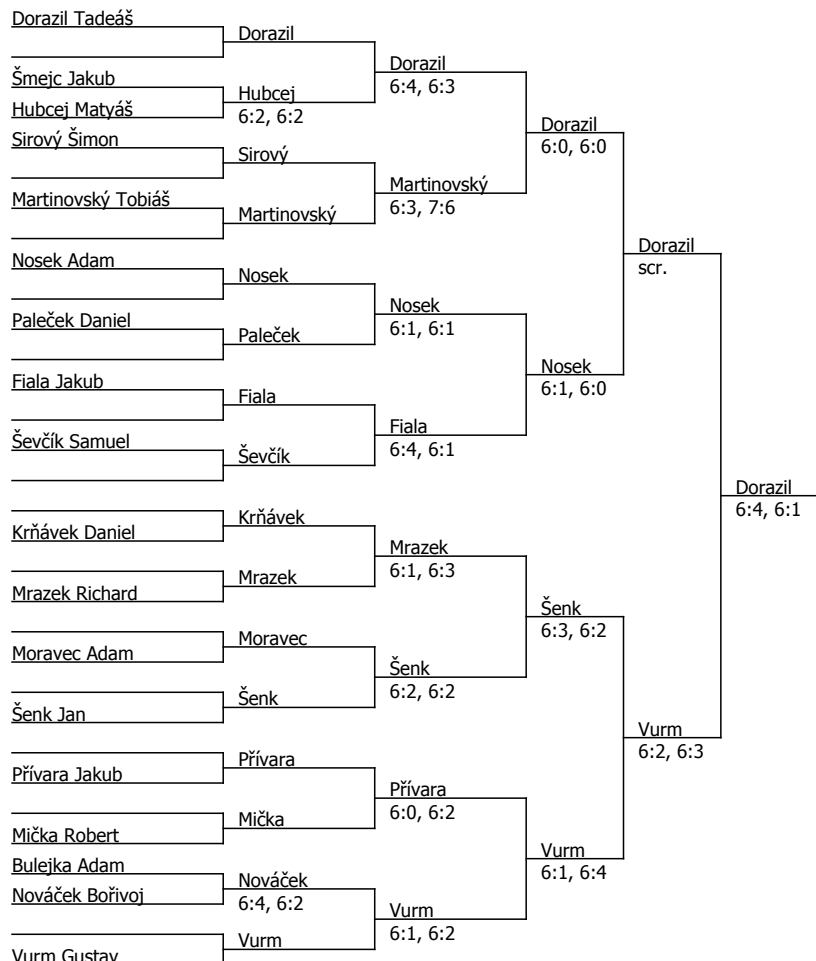 Dorazil Tadeáš
Šmejc Jakub
Hubcej Matyáš
Sirový Šimon
Martinovský Tobiáš
Nosek Adam
Paleček Daniel
Fiala Jakub
Ševčík Samuel
Krňávek Daniel
Mrazek Richard
Moravec Adam
Šenk Jan
Přívara Jakub
Mička Robert
Bulejka Adam
Nováček Bořivoj
Vurm Gustav
Dorazil
Hubcej
6:2, 6:2
Sirový
Martinovský
Nosek
Paleček
Fiala
Ševčík
Krňávek
Mrazek
Moravec
Šenk
Přívara
Mička
Nováček
6:4, 6:2
Vurm
Dorazil
6:4, 6:3
Martinovský
6:3, 7:6
Nosek
6:1, 6:1
Fiala
6:4, 6:1
Mrazek
6:1, 6:3
Šenk
6:2, 6:2
Přívara
6:0, 6:2
Vurm
6:1, 6:2
Dorazil
6:0, 6:0
Nosek
6:1, 6:0
Šenk
6:3, 6:2
Vurm
6:1, 6:4
Dorazil
scr.
Vurm
6:2, 6:3
Dorazil
6:4, 6:1